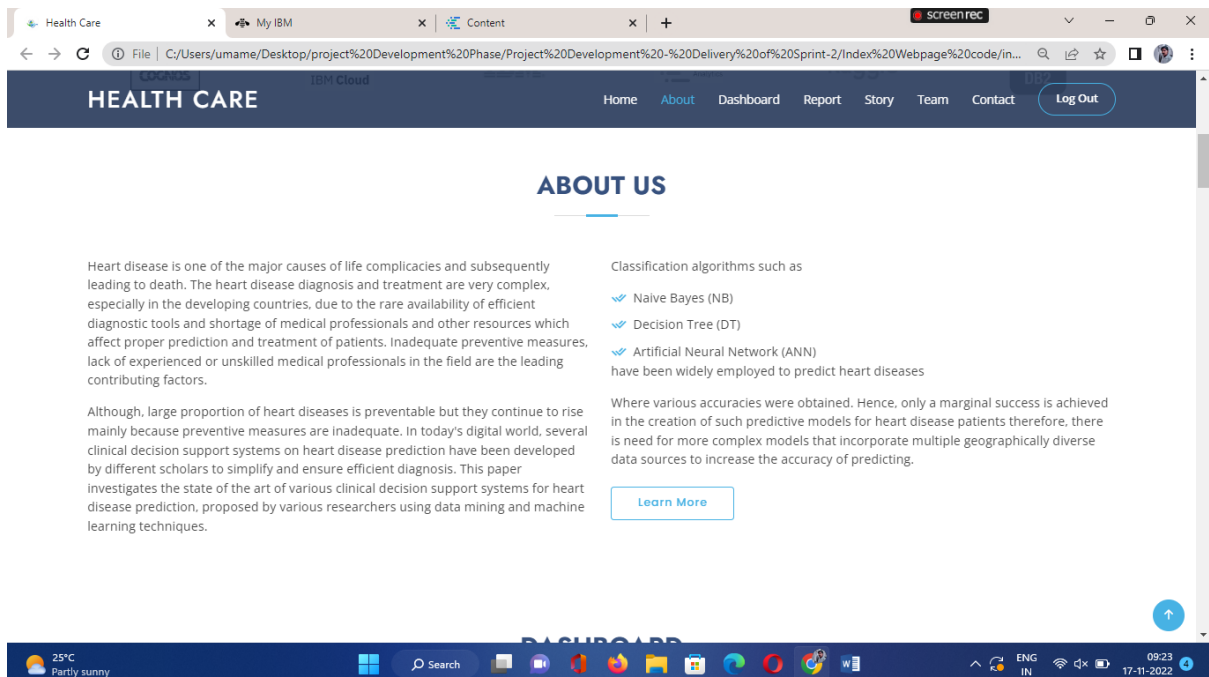 Health Care
My IBM
Content
screenrec
File | C:/Users/umame/Desktop/project%20Development%20Phase/Project%20Development%20-%20Delivery%20of%20Sprint-2/Index%20Webpage%20code/in...
COGNOS
IBM Cloud
HEALTH CARE
Home About Dashboard Report Story Team Contact Log Out
ABOUT US
Heart disease is one of the major causes of life complicacies and subsequently
leading to death. The heart disease diagnosis and treatment are very complex,
especially in the developing countries, due to the rare availability of efficient
diagnostic tools and shortage of medical professionals and other resources which
affect proper prediction and treatment of patients. Inadequate preventive measures,
lack of experienced or unskilled medical professionals in the field are the leading
contributing factors.
Although, large proportion of heart diseases is preventable but they continue to rise
mainly because preventive measures are inadequate. In today's digital world, several
clinical decision support systems on heart disease prediction have been developed
by different scholars to simplify and ensure efficient diagnosis. This paper
investigates the state of the art of various clinical decision support systems for heart
disease prediction, proposed by various researchers using data mining and machine
learning techniques.
Classification algorithms such as
Naive Bayes (NB)
Decision Tree (DT)
Artificial Neural Network (ANN)
have been widely employed to predict heart diseases
Where various accuracies were obtained. Hence, only a marginal success is achieved
in the creation of such predictive models for heart disease patients therefore, there
is need for more complex models that incorporate multiple geographically diverse
data sources to increase the accuracy of predicting.
Learn More
DASHBOARD
25°C
Partly sunny
Search
ENG
IN
09:23
17-11-2022
4